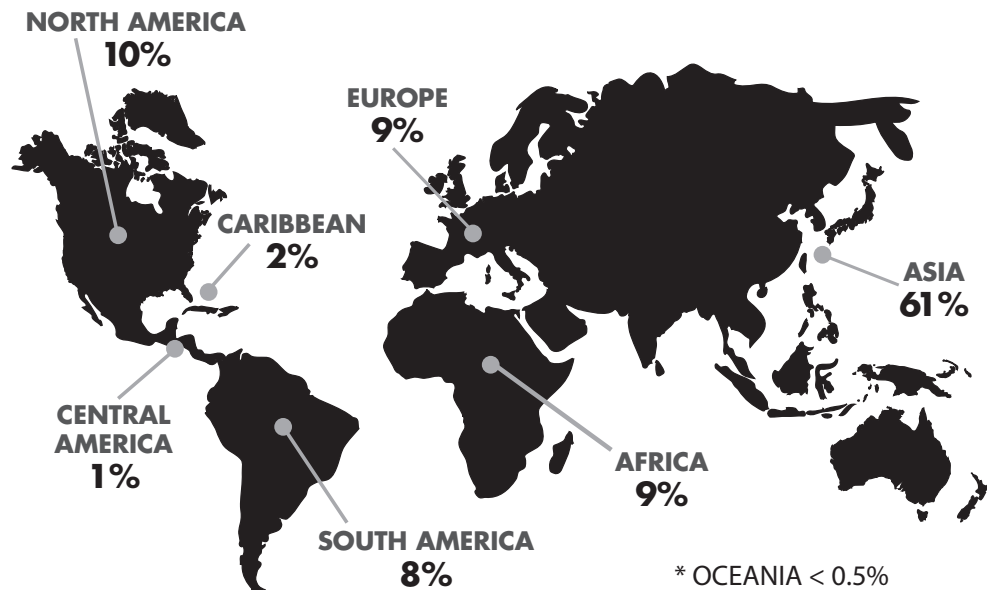 NORTH AMERICA
10%
EUROPE
9%
CARIBBEAN
2%
ASIA
61%
CENTRAL
AMERICA
1%
AFRICA
9%
SOUTH AMERICA
8%
* OCEANIA < 0.5%